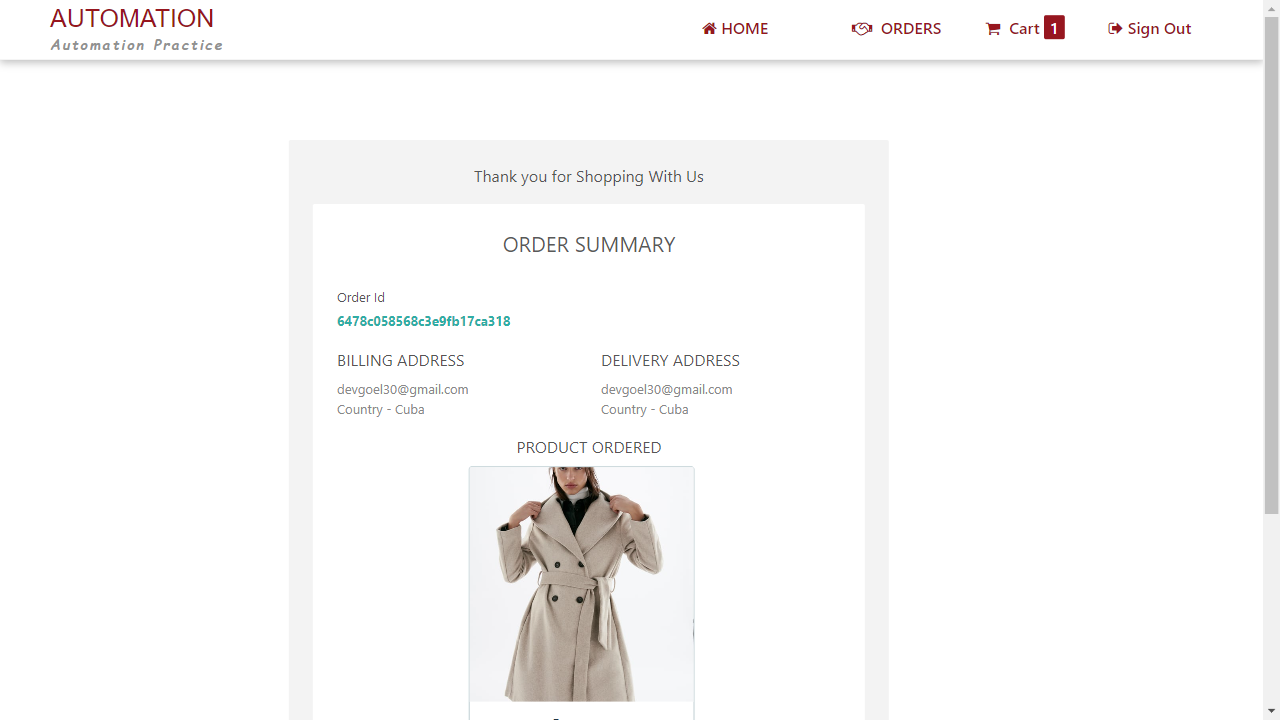 AUTOMATION
Automation Practice
HOME
ORDERS
Cart 1
Sign Out
Thank you for Shopping With Us
ORDER SUMMARY
Order Id
6478c058568c3e9fb17ca318
BILLING ADDRESS
devgoel30@gmail.com
Country - Cuba
DELIVERY ADDRESS
devgoel30@gmail.com
Country - Cuba
PRODUCT ORDERED